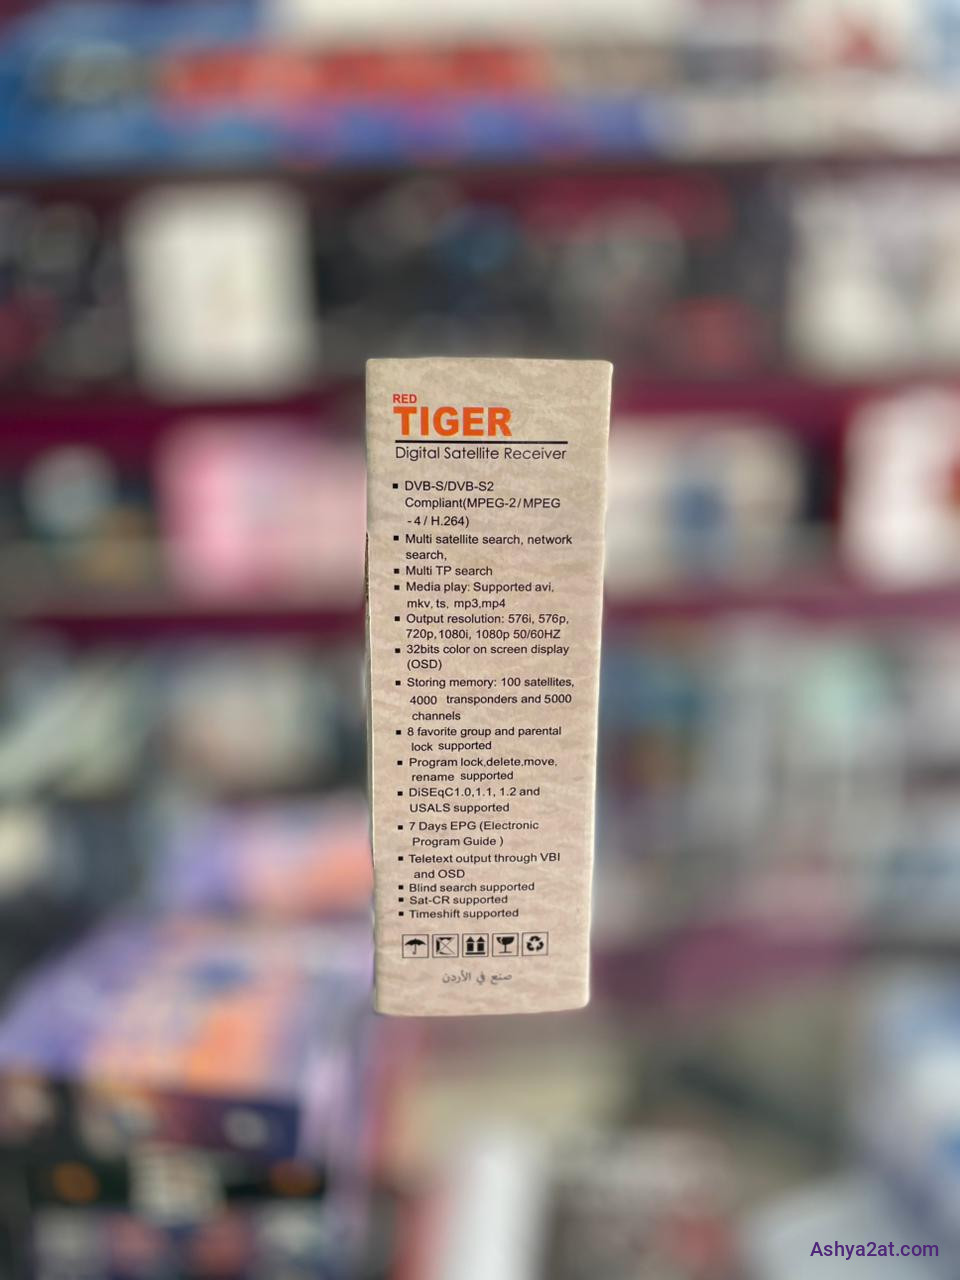 RED
TIGER
Digital Satellite Receiver
▪ DVB-S/DVB-S2
Compliant(MPEG-2/MPEG
-4/H.264)
▪ Multi satellite search, network
search,
▪ Multi TP search
▪ Media play: Supported avi,
mkv, ts, mp3,mp4
▪ Output resolution: 576i, 576p,
720p,1080i, 1080p 50/60HZ
▪ 32bits color on screen display
(OSD)
▪ Storing memory: 100 satellites,
4000 transponders and 5000
channels
▪ 8 favorite group and parental
lock supported
▪ Program lock,delete,move,
rename supported
▪ DiSEqC1.0,1.1, 1.2 and
USALS supported
▪ 7 Days EPG (Electronic
Program Guide )
▪ Teletext output through VBI
and OSD
▪ Blind search supported
▪ Sat-CR supported
▪ Timeshift supported
صنع في الأردن
Ashya2at.com